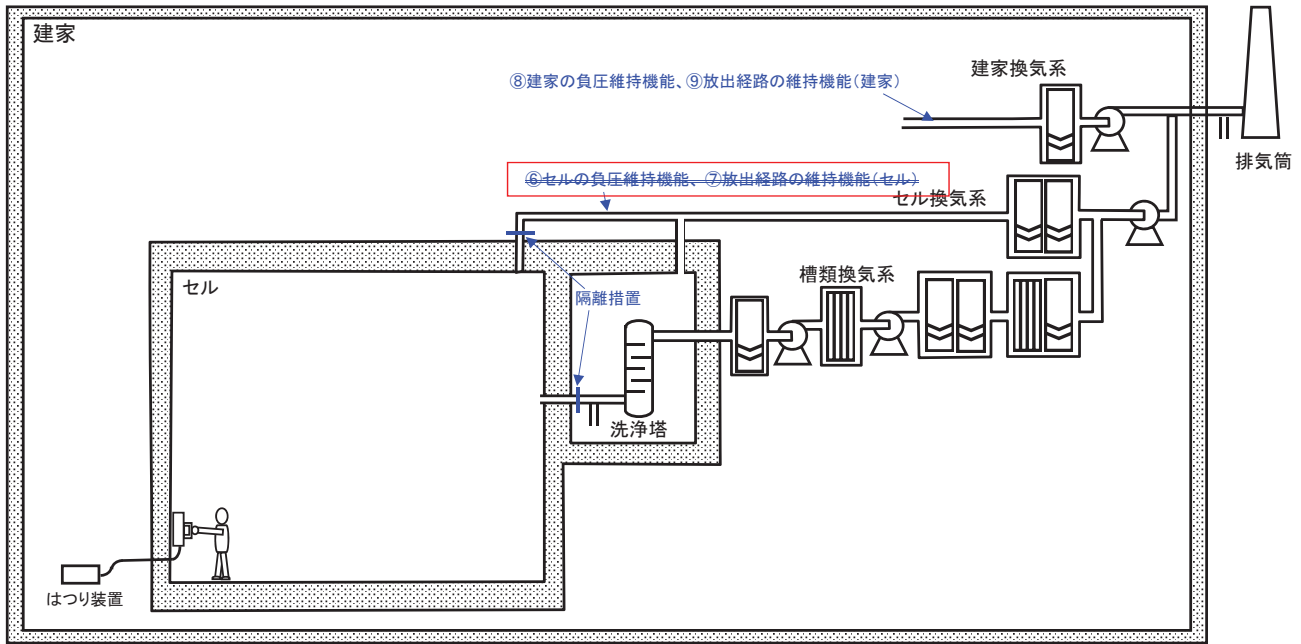 建家
⑧建家の負圧維持機能、⑨放出経路の維持機能(建家)
建家換気系
排気筒
⑥セルの負圧維持機能、⑦放出経路の維持機能(セル)
セル換気系
セル
隔離措置
槽類換気系
洗浄塔
はつり装置